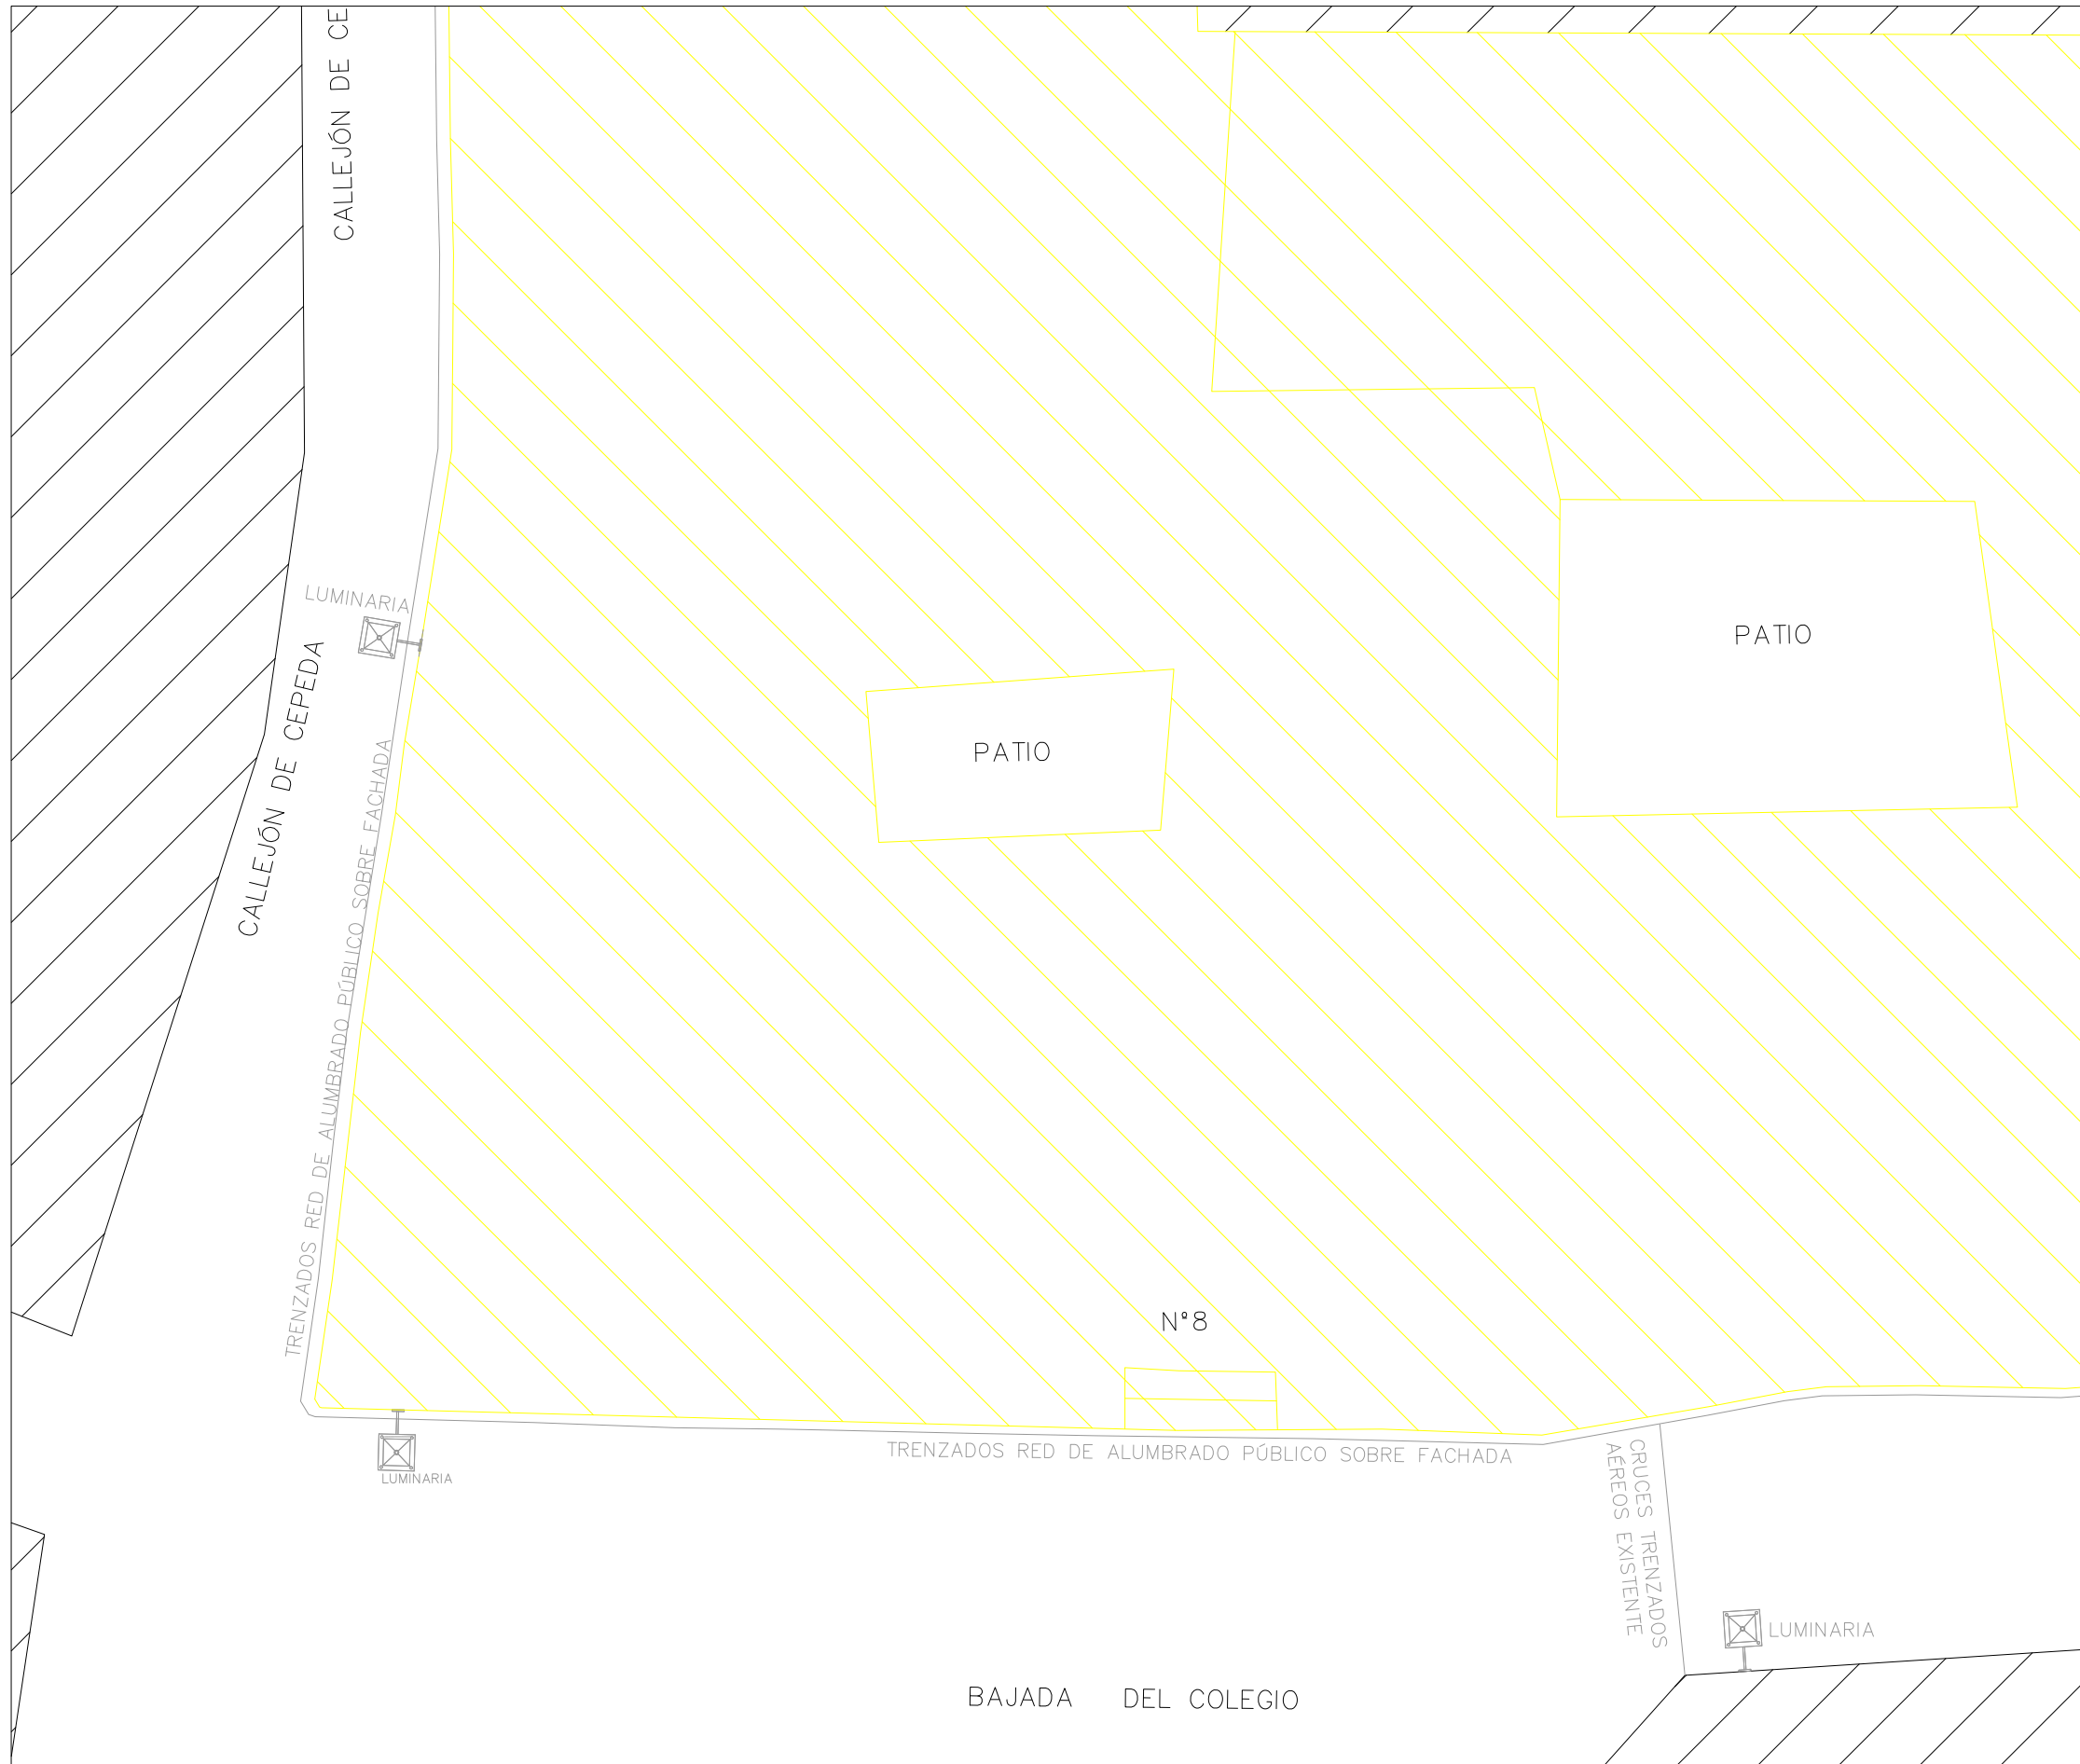 CALLEJÓN DE CE
LUMINARIA
CALLEJÓN DE CEPEDA
TRENZADOS RED DE ALUMBRADO PÚBLICO SOBRE FACHADA
PATIO
PATIO
N°8
TRENZADOS RED DE ALUMBRADO PÚBLICO SOBRE FACHADA
LUMINARIA
CRUCES TRENZADOS
AÉREOS EXISTENTE
LUMINARIA
BAJADA DEL COLEGIO